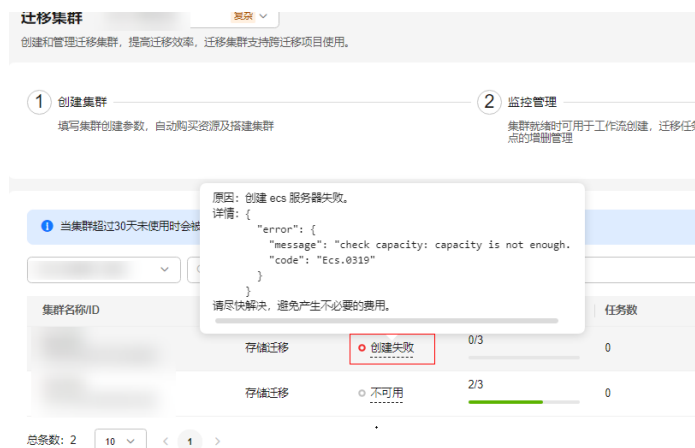 迁移集群
复杂
创建和管理迁移集群，提高迁移效率，迁移集群支持跨迁移项目使用。
1 创建集群
填写集群创建参数，自动购买资源及搭建集群
2 监控管理
集群就绪时可用于工作流创建，迁移任
点的增删管理
当集群超过30天未使用时会被
原因：创建 ecs 服务器失败。
详情：{
"error": {
"message": "check capacity: capacity is not enough.
"code": "Ecs.0319"
}
}
请尽快解决，避免产生不必要的费用。
集群名称/ID 任务数
存储迁移 创建失败 0/3 0
存储迁移 不可用 2/3 0
总条数：2 10 < 1 >